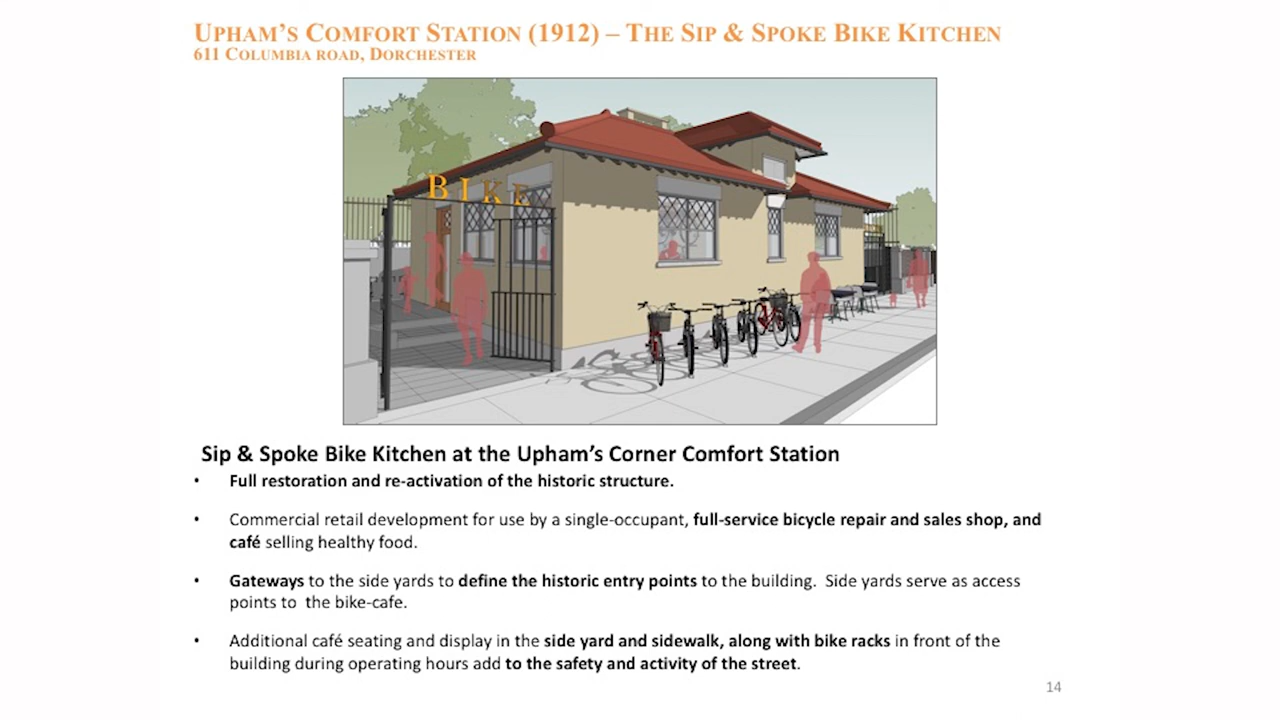 UPHAM'S COMFORT STATION (1912) – THE SIP & SPOKE BIKE KITCHEN
611 COLUMBIA ROAD, DORCHESTER
BIKE
Sip & Spoke Bike Kitchen at the Upham's Corner Comfort Station
• Full restoration and re-activation of the historic structure.
• Commercial retail development for use by a single-occupant, full-service bicycle repair and sales shop, and
café selling healthy food.
• Gateways to the side yards to define the historic entry points to the building.  Side yards serve as access
points to  the bike-cafe.
• Additional café seating and display in the side yard and sidewalk, along with bike racks in front of the
building during operating hours add to the safety and activity of the street.
14